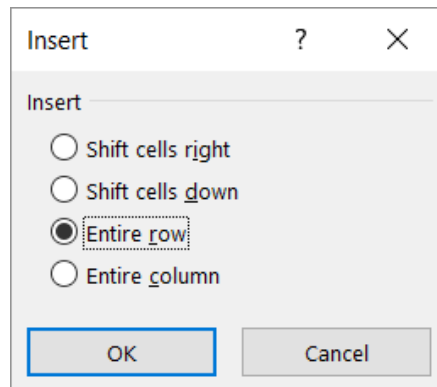 Insert ?
Insert
Shift cells right
Shift cells down
Entire row
Entire column
OK Cancel